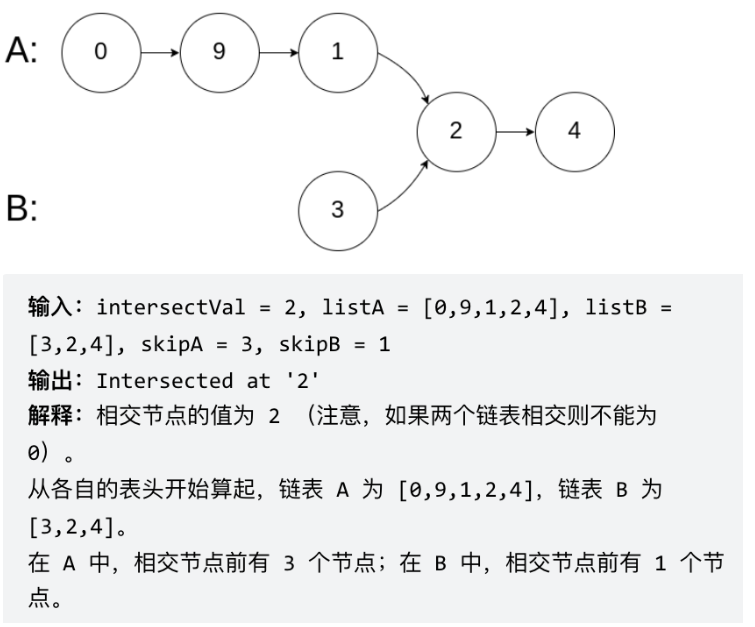 A: 0 9 1
2 4
B: 3
输入: intersectVal = 2, listA = [0,9,1,2,4], listB =
[3,2,4], skipA = 3, skipB = 1
输出: Intersected at '2'
解释: 相交节点的值为 2 （注意，如果两个链表相交则不能为
0）。
从各自的表头开始算起，链表 A 为 [0,9,1,2,4]，链表 B 为
[3,2,4]。
在 A 中，相交节点前有 3 个节点；在 B 中，相交节点前有 1 个节
点。